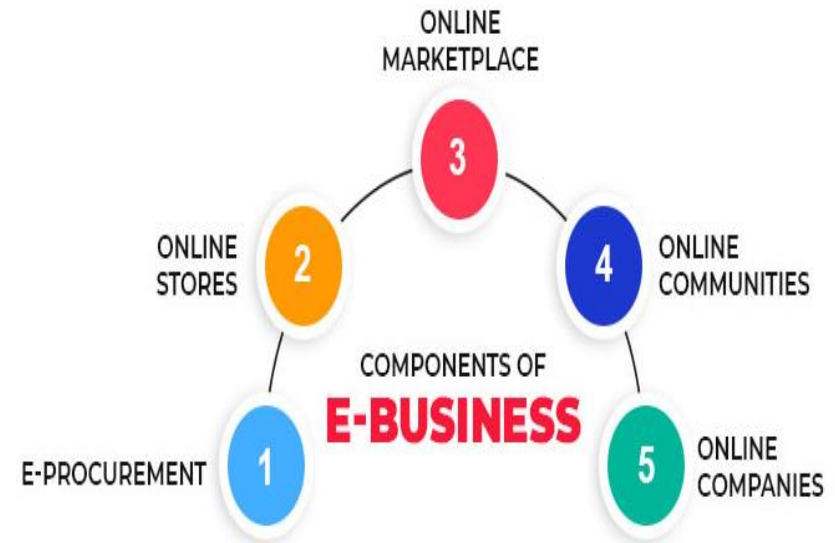 ONLINE
MARKETPLACE
3
ONLINE
STORES
2
4
ONLINE
COMMUNITIES
COMPONENTS OF
E-BUSINESS
E-PROCUREMENT
1
5
ONLINE
COMPANIES